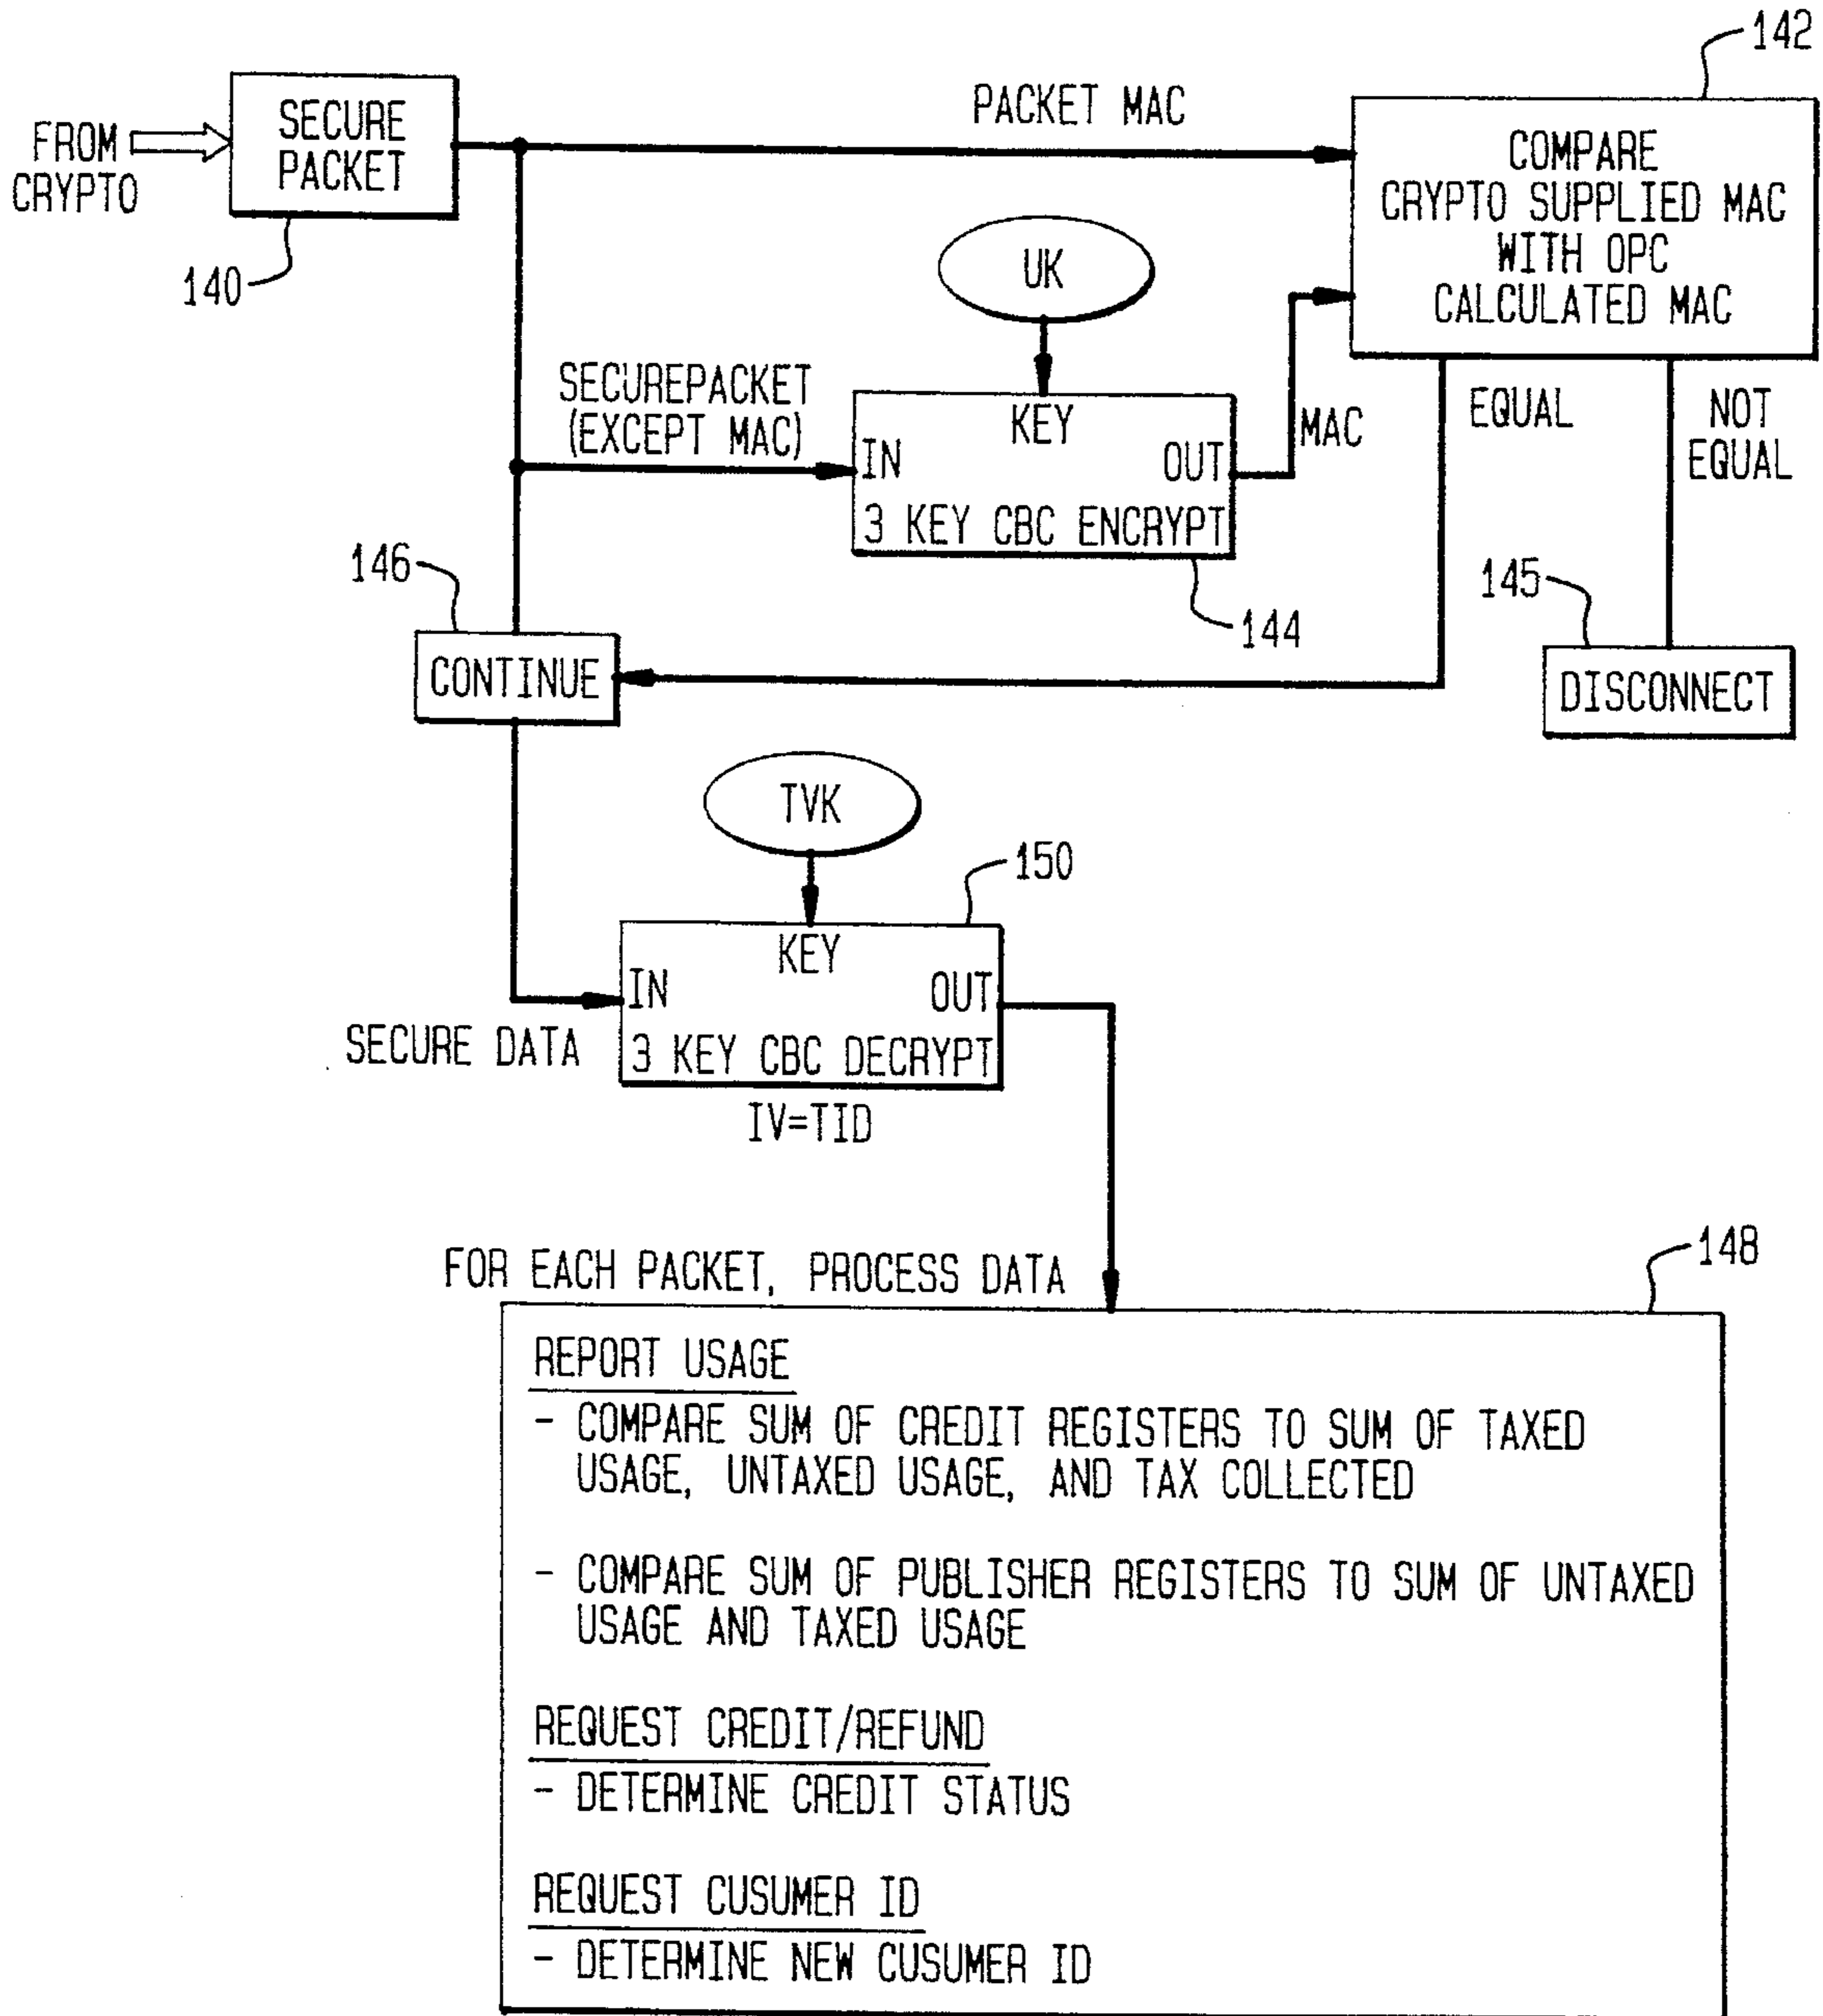 142
FROM
CRYPTO
SECURE
PACKET
140
PACKET MAC
COMPARE
CRYPTO SUPPLIED MAC
WITH OPC
CALCULATED MAC
UK
SECUREPACKET
(EXCEPT MAC)
KEY
IN
OUT
3 KEY CBC ENCRYPT
144
MAC
EQUAL
NOT
EQUAL
146
CONTINUE
145
DISCONNECT
TVK
150
KEY
IN
OUT
3 KEY CBC DECRYPT
SECURE DATA
IV=TID
FOR EACH PACKET, PROCESS DATA
148
REPORT USAGE
- COMPARE SUM OF CREDIT REGISTERS TO SUM OF TAXED
USAGE, UNTAXED USAGE, AND TAX COLLECTED
- COMPARE SUM OF PUBLISHER REGISTERS TO SUM OF UNTAXED
USAGE AND TAXED USAGE
REQUEST CREDIT/REFUND
- DETERMINE CREDIT STATUS
REQUEST CUSUMER ID
- DETERMINE NEW CUSUMER ID